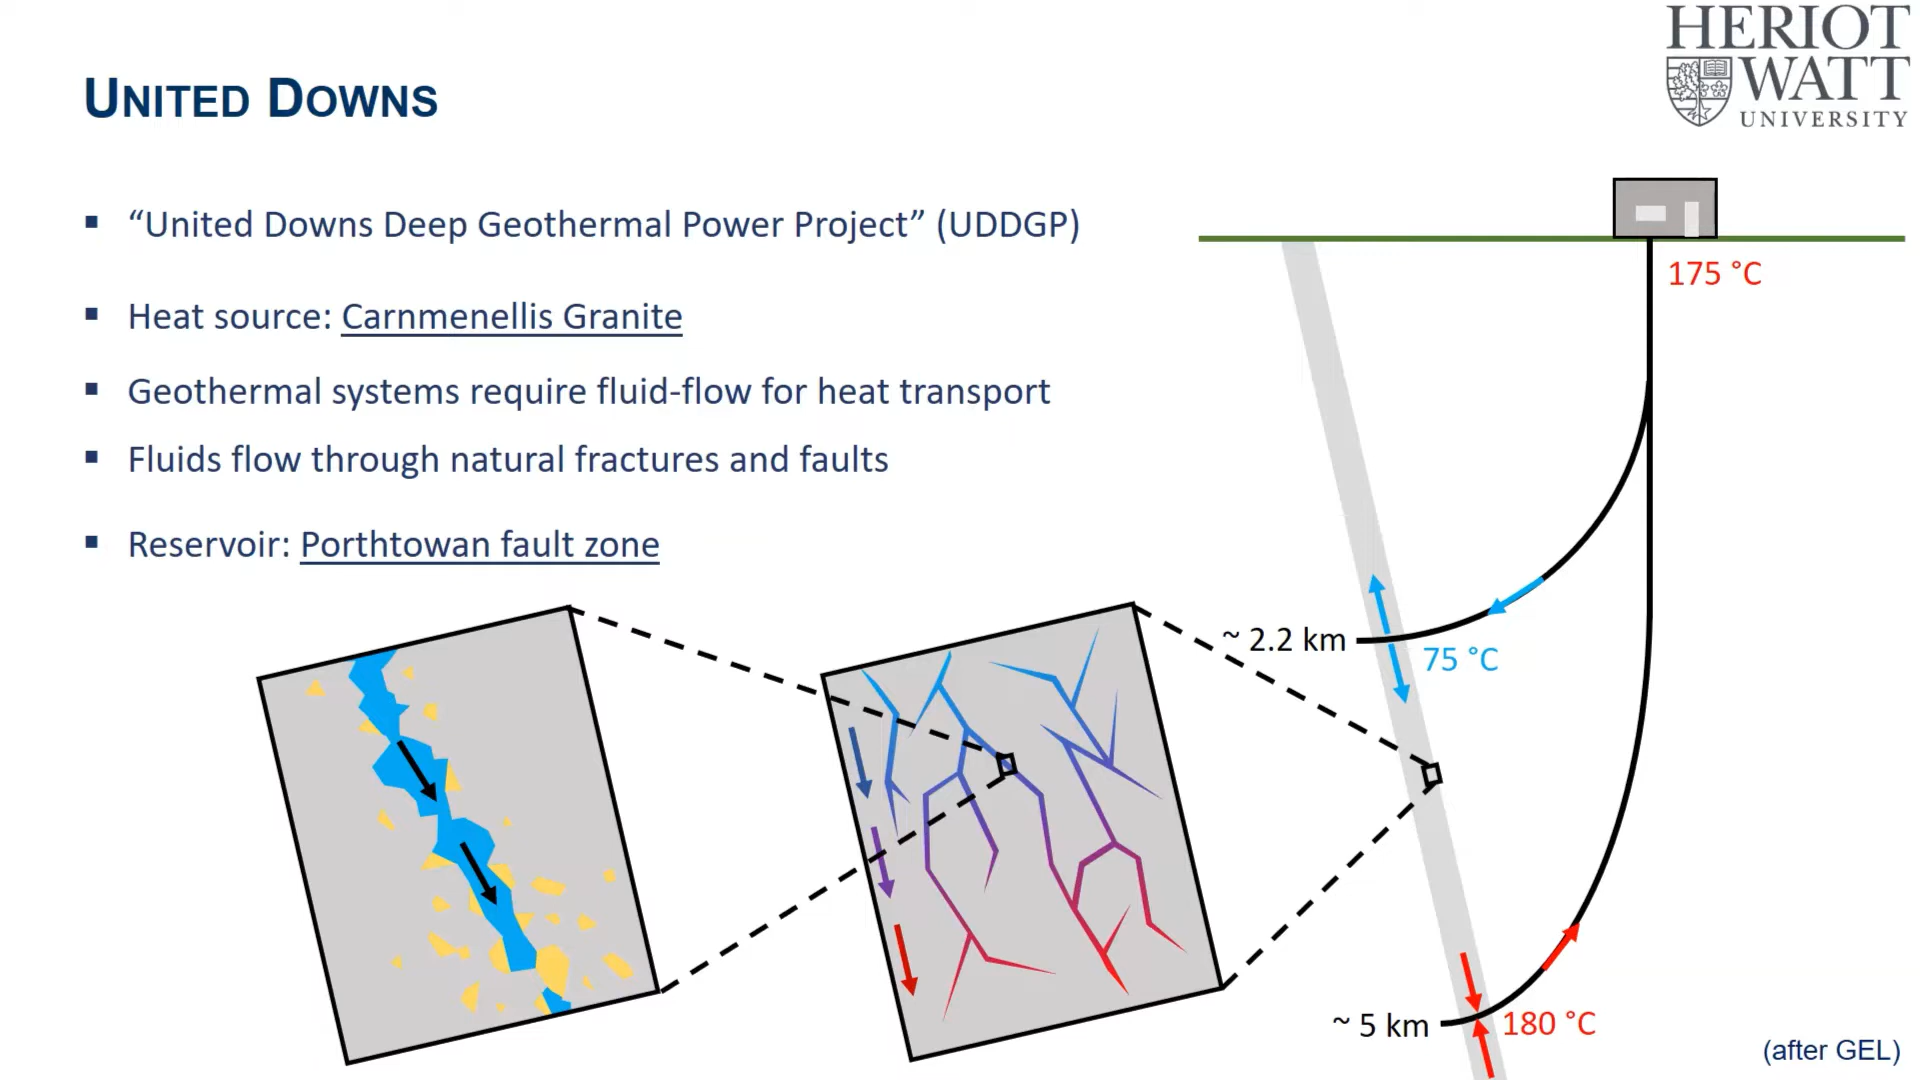 HERIOT
WATT
UNIVERSITY
UNITED DOWNS
“United Downs Deep Geothermal Power Project” (UDDGP)
Heat source: Carnmenellis Granite
Geothermal systems require fluid-flow for heat transport
Fluids flow through natural fractures and faults
Reservoir: Porthtowan fault zone
175 °C
~ 2.2 km
75 °C
~ 5 km
180 °C
(after GEL)